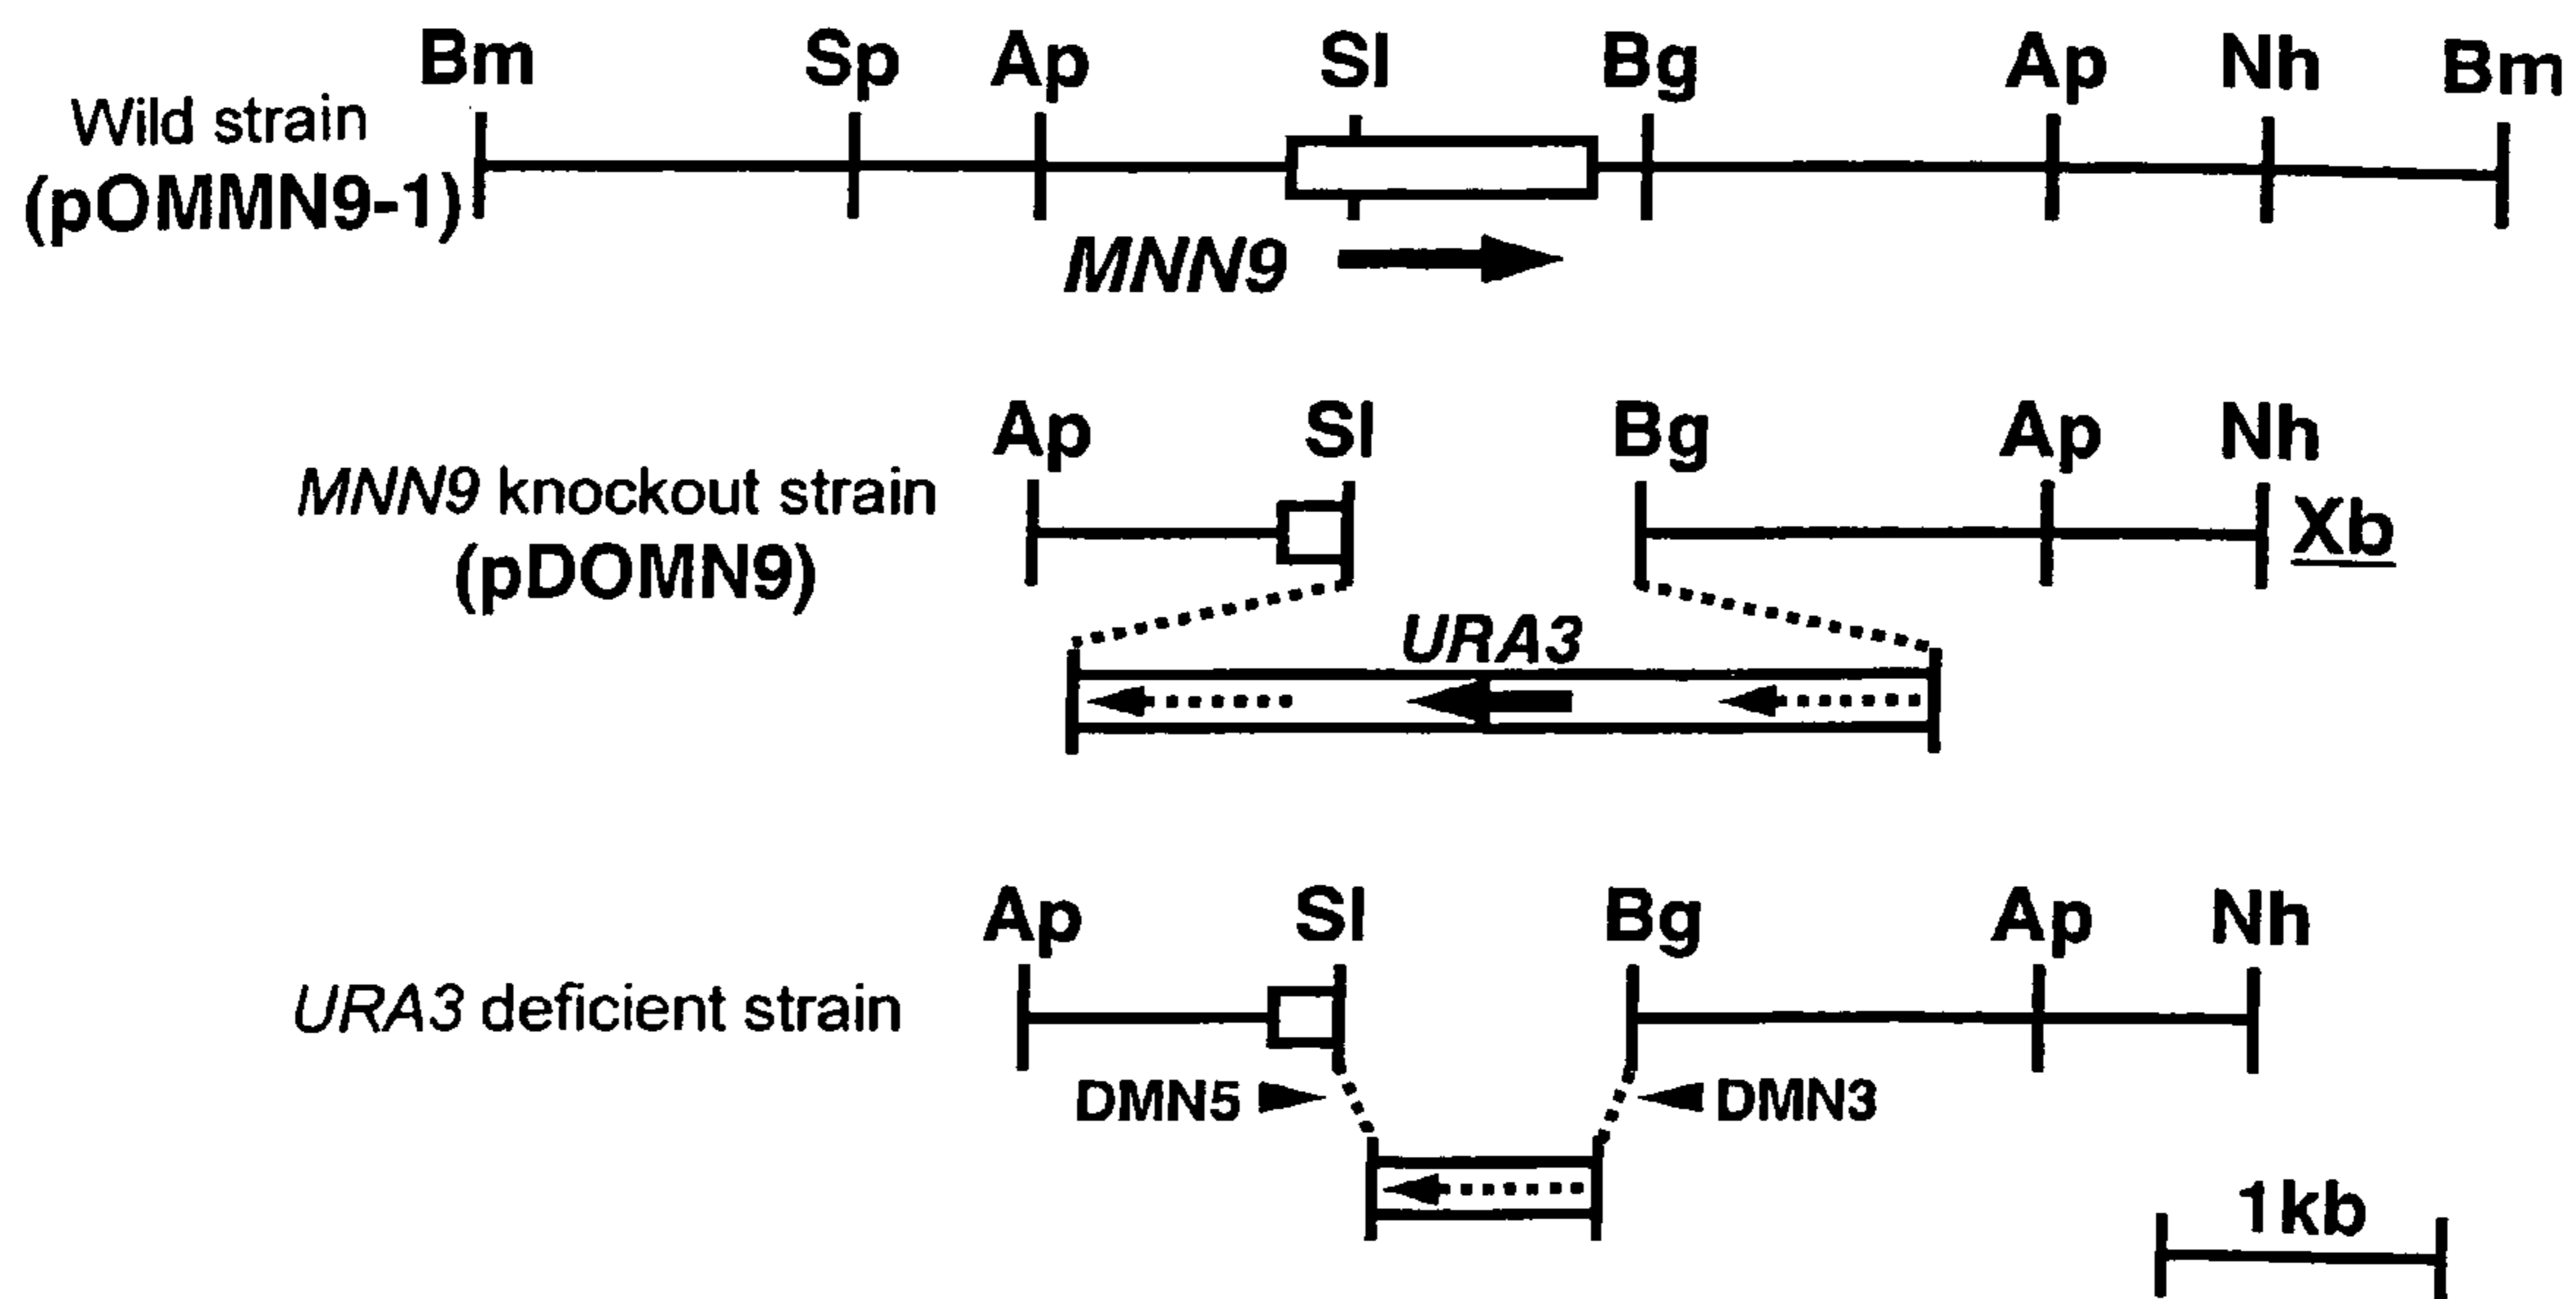 Bm Sp Ap Sl Bg Ap Nh Bm
Wild strain
(pOMMN9-1)
MNN9
Ap Sl Bg Ap Nh
MNN9 knockout strain
Xb
(pDOMN9)
URA3
Ap Sl Bg Ap Nh
URA3 deficient strain
DMN5 DMN3
1kb